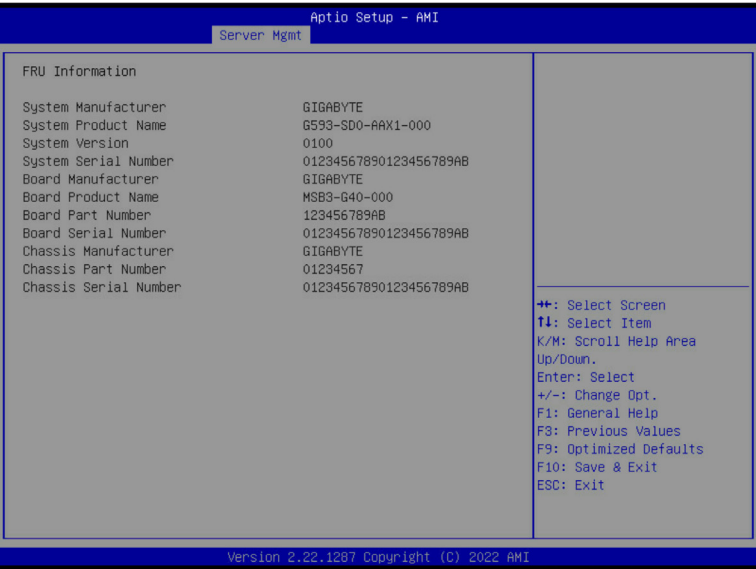 Aptio Setup – AMI
Server Mgmt
FRU Information
System Manufacturer GIGABYTE
System Product Name G593-SD0-AAX1-000
System Version 0100
System Serial Number 01234567890123456789AB
Board Manufacturer GIGABYTE
Board Product Name MSB3-G40-000
Board Part Number 123456789AB
Board Serial Number 01234567890123456789AB
Chassis Manufacturer GIGABYTE
Chassis Part Number 01234567
Chassis Serial Number 01234567890123456789AB
→←: Select Screen
↑↓: Select Item
K/M: Scroll Help Area
Up/Down.
Enter: Select
+/-: Change Opt.
F1: General Help
F3: Previous Values
F9: Optimized Defaults
F10: Save & Exit
ESC: Exit
Version 2.22.1287 Copyright (C) 2022 AMI